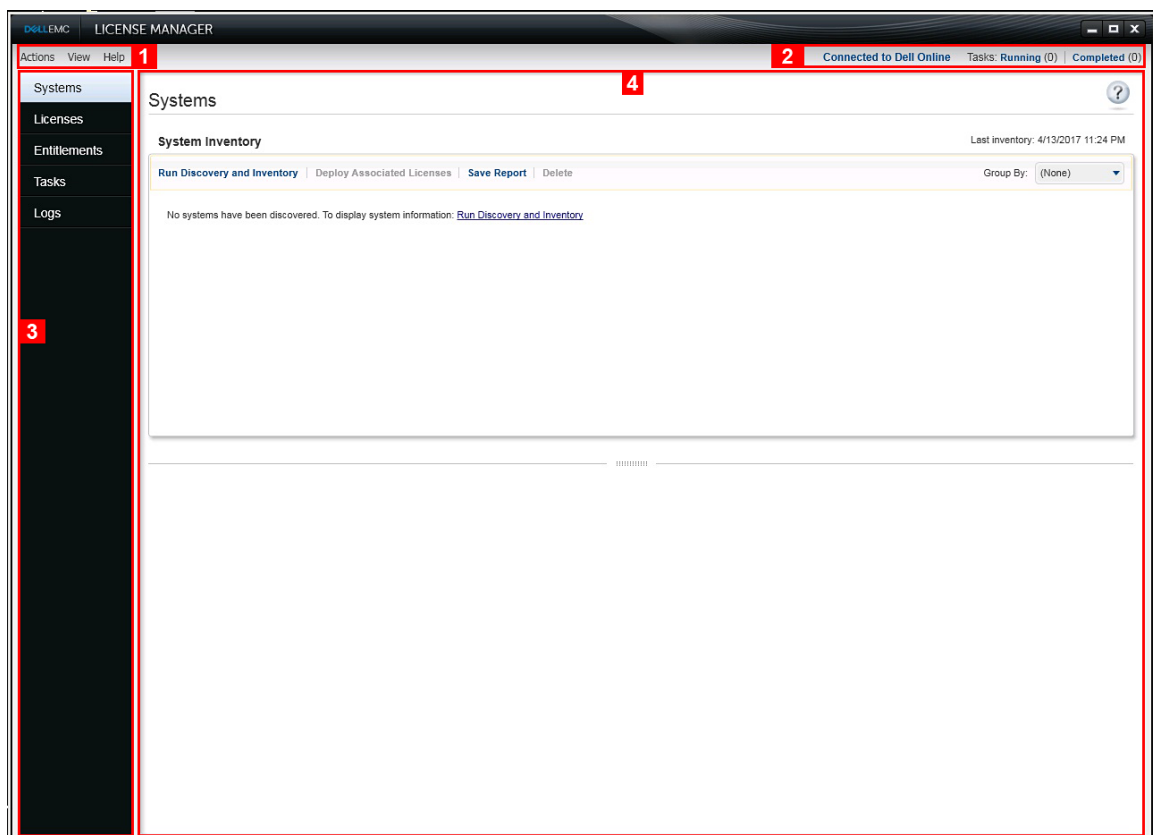 DELLEMC LICENSE MANAGER
Actions View Help 1 2 Connected to Dell Online Tasks: Running (0) | Completed (0)
4
Systems
Licenses
Entitlements
Tasks
Logs
3
Systems ?
System Inventory Last inventory: 4/13/2017 11:24 PM
Run Discovery and Inventory | Deploy Associated Licenses | Save Report | Delete Group By: (None)
No systems have been discovered. To display system information: Run Discovery and Inventory